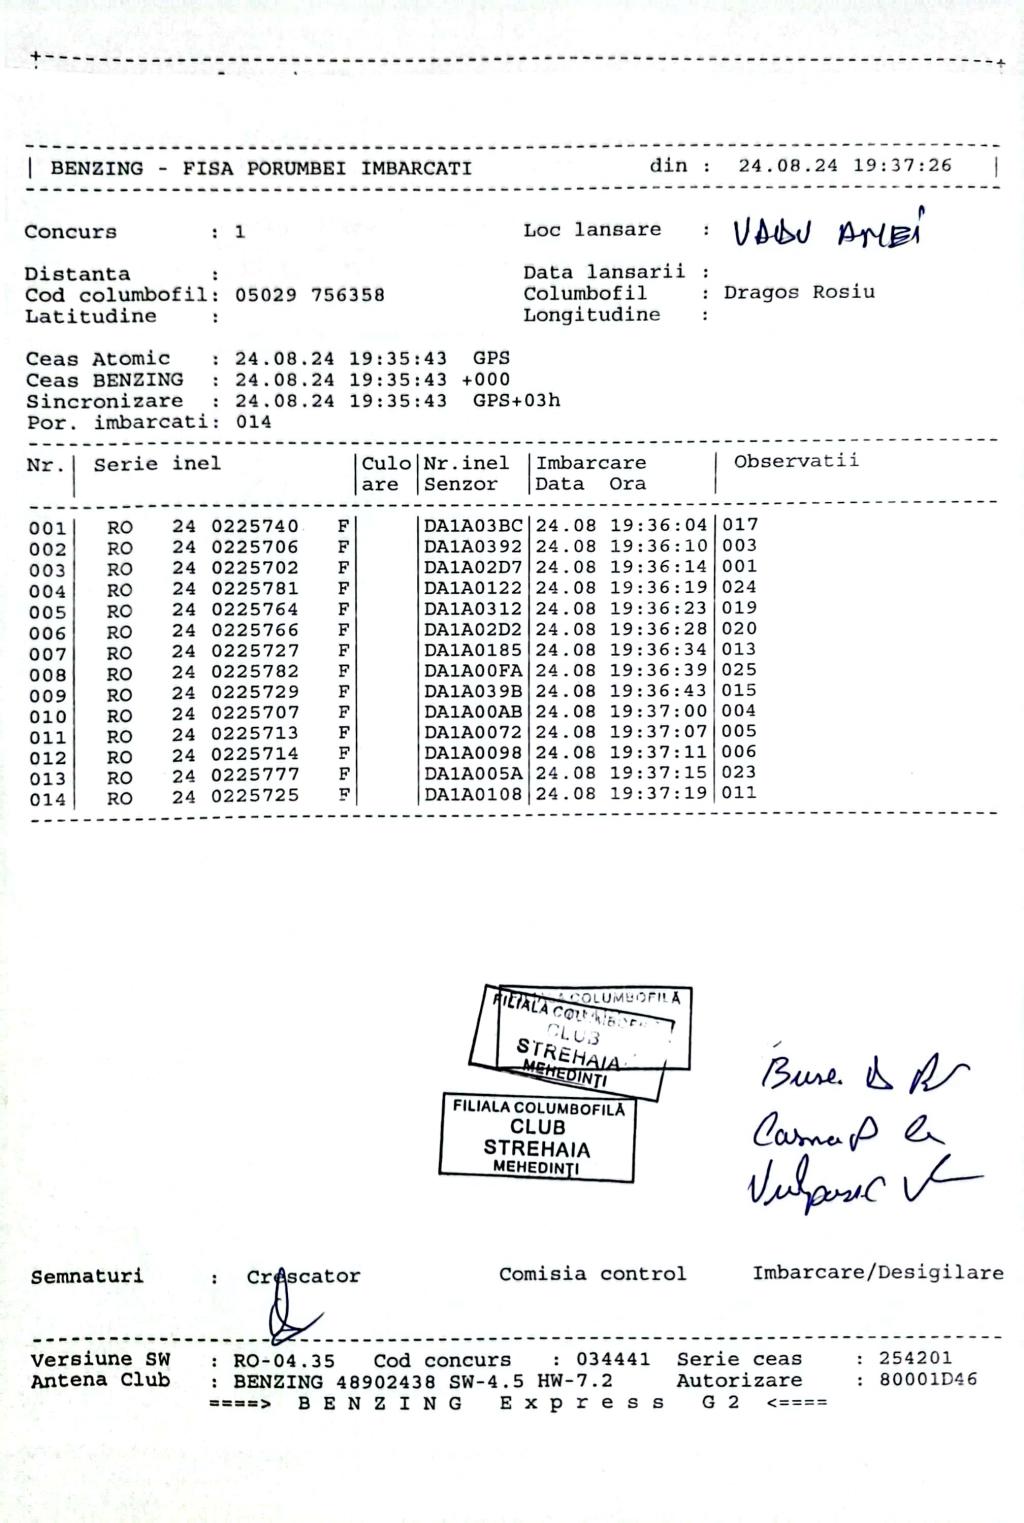 BENZING - FISA PORUMBEI IMBARCATI din : 24.08.24 19:37:26
Concurs : 1 Loc lansare : VADU AMEI
Distanta : Data lansarii :
Cod columbofil: 05029 756358 Columbofil : Dragos Rosiu
Latitudine : Longitudine :
Ceas Atomic : 24.08.24 19:35:43 GPS
Ceas BENZING : 24.08.24 19:35:43 +000
Sincronizare : 24.08.24 19:35:43 GPS+03h
Por. imbarcati: 014
Nr.| Serie inel |Culo|Nr.inel |Imbarcare | Observatii
| |are |Senzor |Data Ora |
001| RO 24 0225740 F| |DA1A03BC|24.08 19:36:04|017
002| RO 24 0225706 F| |DA1A0392|24.08 19:36:10|003
003| RO 24 0225702 F| |DA1A02D7|24.08 19:36:14|001
004| RO 24 0225781 F| |DA1A0122|24.08 19:36:19|024
005| RO 24 0225764 F| |DA1A0312|24.08 19:36:23|019
006| RO 24 0225766 F| |DA1A02D2|24.08 19:36:28|020
007| RO 24 0225727 F| |DA1A0185|24.08 19:36:34|013
008| RO 24 0225782 F| |DA1A00FA|24.08 19:36:39|025
009| RO 24 0225729 F| |DA1A039B|24.08 19:36:43|015
010| RO 24 0225707 F| |DA1A00AB|24.08 19:37:00|004
011| RO 24 0225713 F| |DA1A0072|24.08 19:37:07|005
012| RO 24 0225714 F| |DA1A0098|24.08 19:37:11|006
013| RO 24 0225777 F| |DA1A005A|24.08 19:37:15|023
014| RO 24 0225725 F| |DA1A0108|24.08 19:37:19|011
FILIALA COLUMBOFILĂ
CLUB
STREHAIA
MEHEDINȚI
FILIALA COLUMBOFILĂ
CLUB
STREHAIA
MEHEDINȚI
Semnaturi : Crescator Comisia control Imbarcare/Desigilare
Versiune SW : RO-04.35 Cod concurs : 034441 Serie ceas : 254201
Antena Club : BENZING 48902438 SW-4.5 HW-7.2 Autorizare : 80001D46
====> B E N Z I N G E x p r e s s G 2 <====